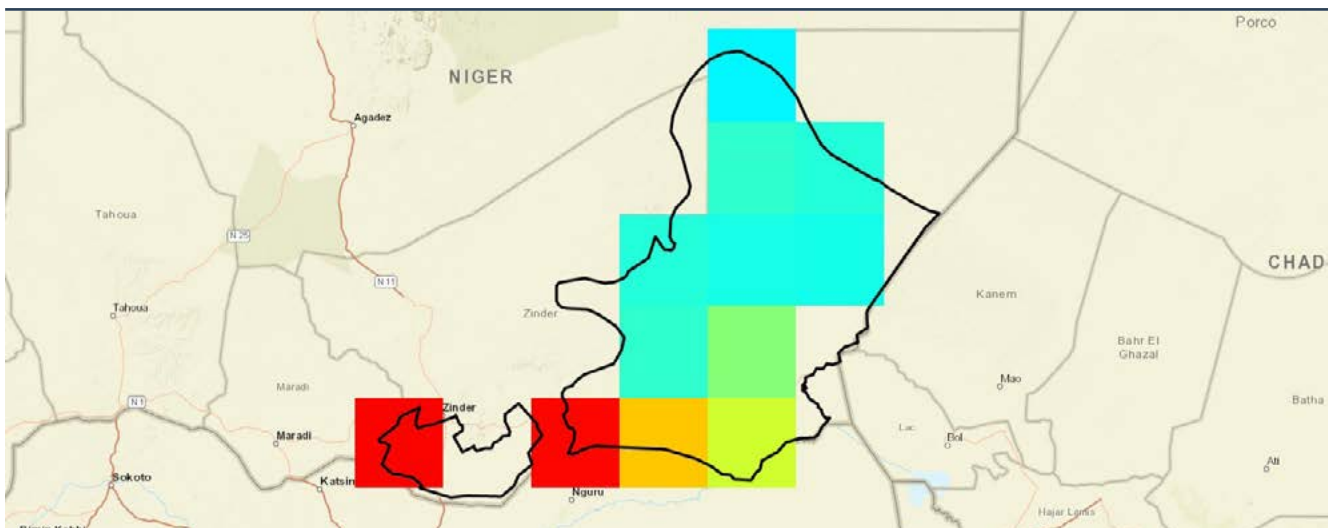 Porco
NIGER
Agadez
Tahoua
N 25
CHAD
N 11
Kanem
Tahoua
Zinder
Bahr El
Ghazal
Maradi
Mao
N 1
Zinder
Batha
Maradi
Lac
Bol
Ati
Sokoto
Katsin
Nguru
Hajar Lamis